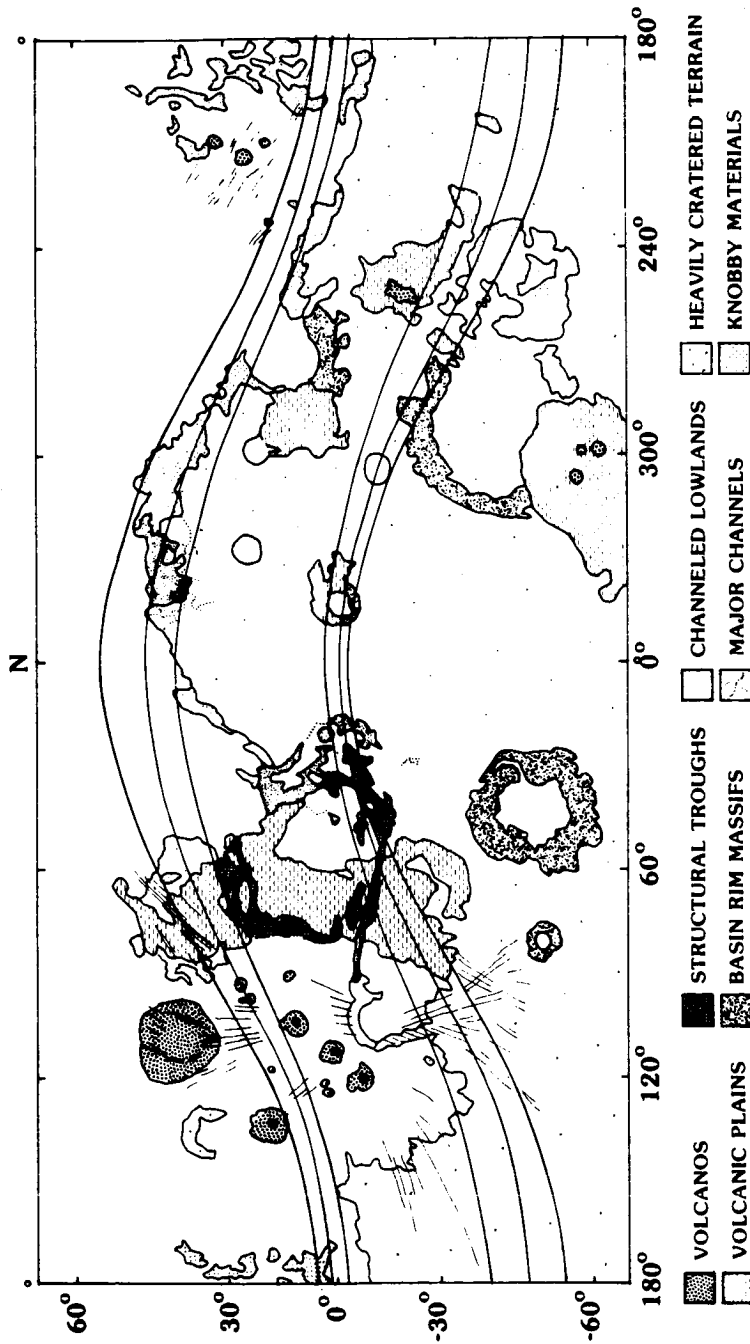 N
60°
30°
0°
-30°
-60°
180°
120°
60°
0°
300°
240°
180°
VOLCANOS
STRUCTURAL TROUGHS
CHANNELED LOWLANDS
HEAVILY CRATERED TERRAIN
VOLCANIC PLAINS
BASIN RIM MASSIFS
MAJOR CHANNELS
KNOBBY MATERIALS